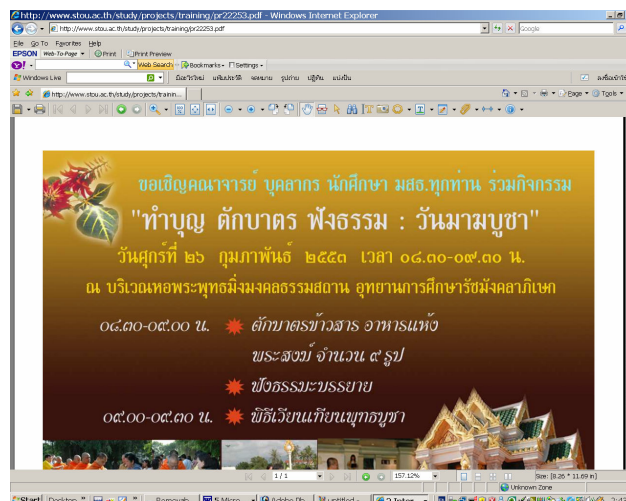 http://www.stou.ac.th/study/projects/training/pr22253.pdf - Windows Internet Explorer
http://www.stou.ac.th/study/projects/training/pr22253.pdf
Google
File Go To Favorites Help
EPSON Web-To-Page Print Print Preview
Web Search Bookmarks Settings
Windows Live
http://www.stou.ac.th/study/projects/trainin... Page Tools
ขอเชิญคณาจารย์ บุคลากร นักศึกษา มสธ.ทุกท่าน ร่วมกิจกรรม
"ทำบุญ ตักบาตร ฟังธรรม : วันมาฆบูชา"
วันศุกร์ที่ ๒๖ กุมภาพันธ์ ๒๕๕๓ เวลา ๐๘.๓๐-๐๙.๓๐ น.
ณ บริเวณหอพระพุทธมิ่งมงคลธรรมสถาน อุทยานการศึกษารัชมังคลาภิเษก
๐๘.๓๐-๐๙.๐๐ น. ตักบาตรข้าวสาร อาหารแห้ง
พระสงฆ์ จำนวน ๙ รูป
ฟังธรรมะบรรยาย
๐๙.๐๐-๐๙.๓๐ น. พิธีเวียนเทียนพุทธบูชา
1 / 1 157.12% Size: [8.26 * 11.69 in]
Unknown Zone
Start Desktop